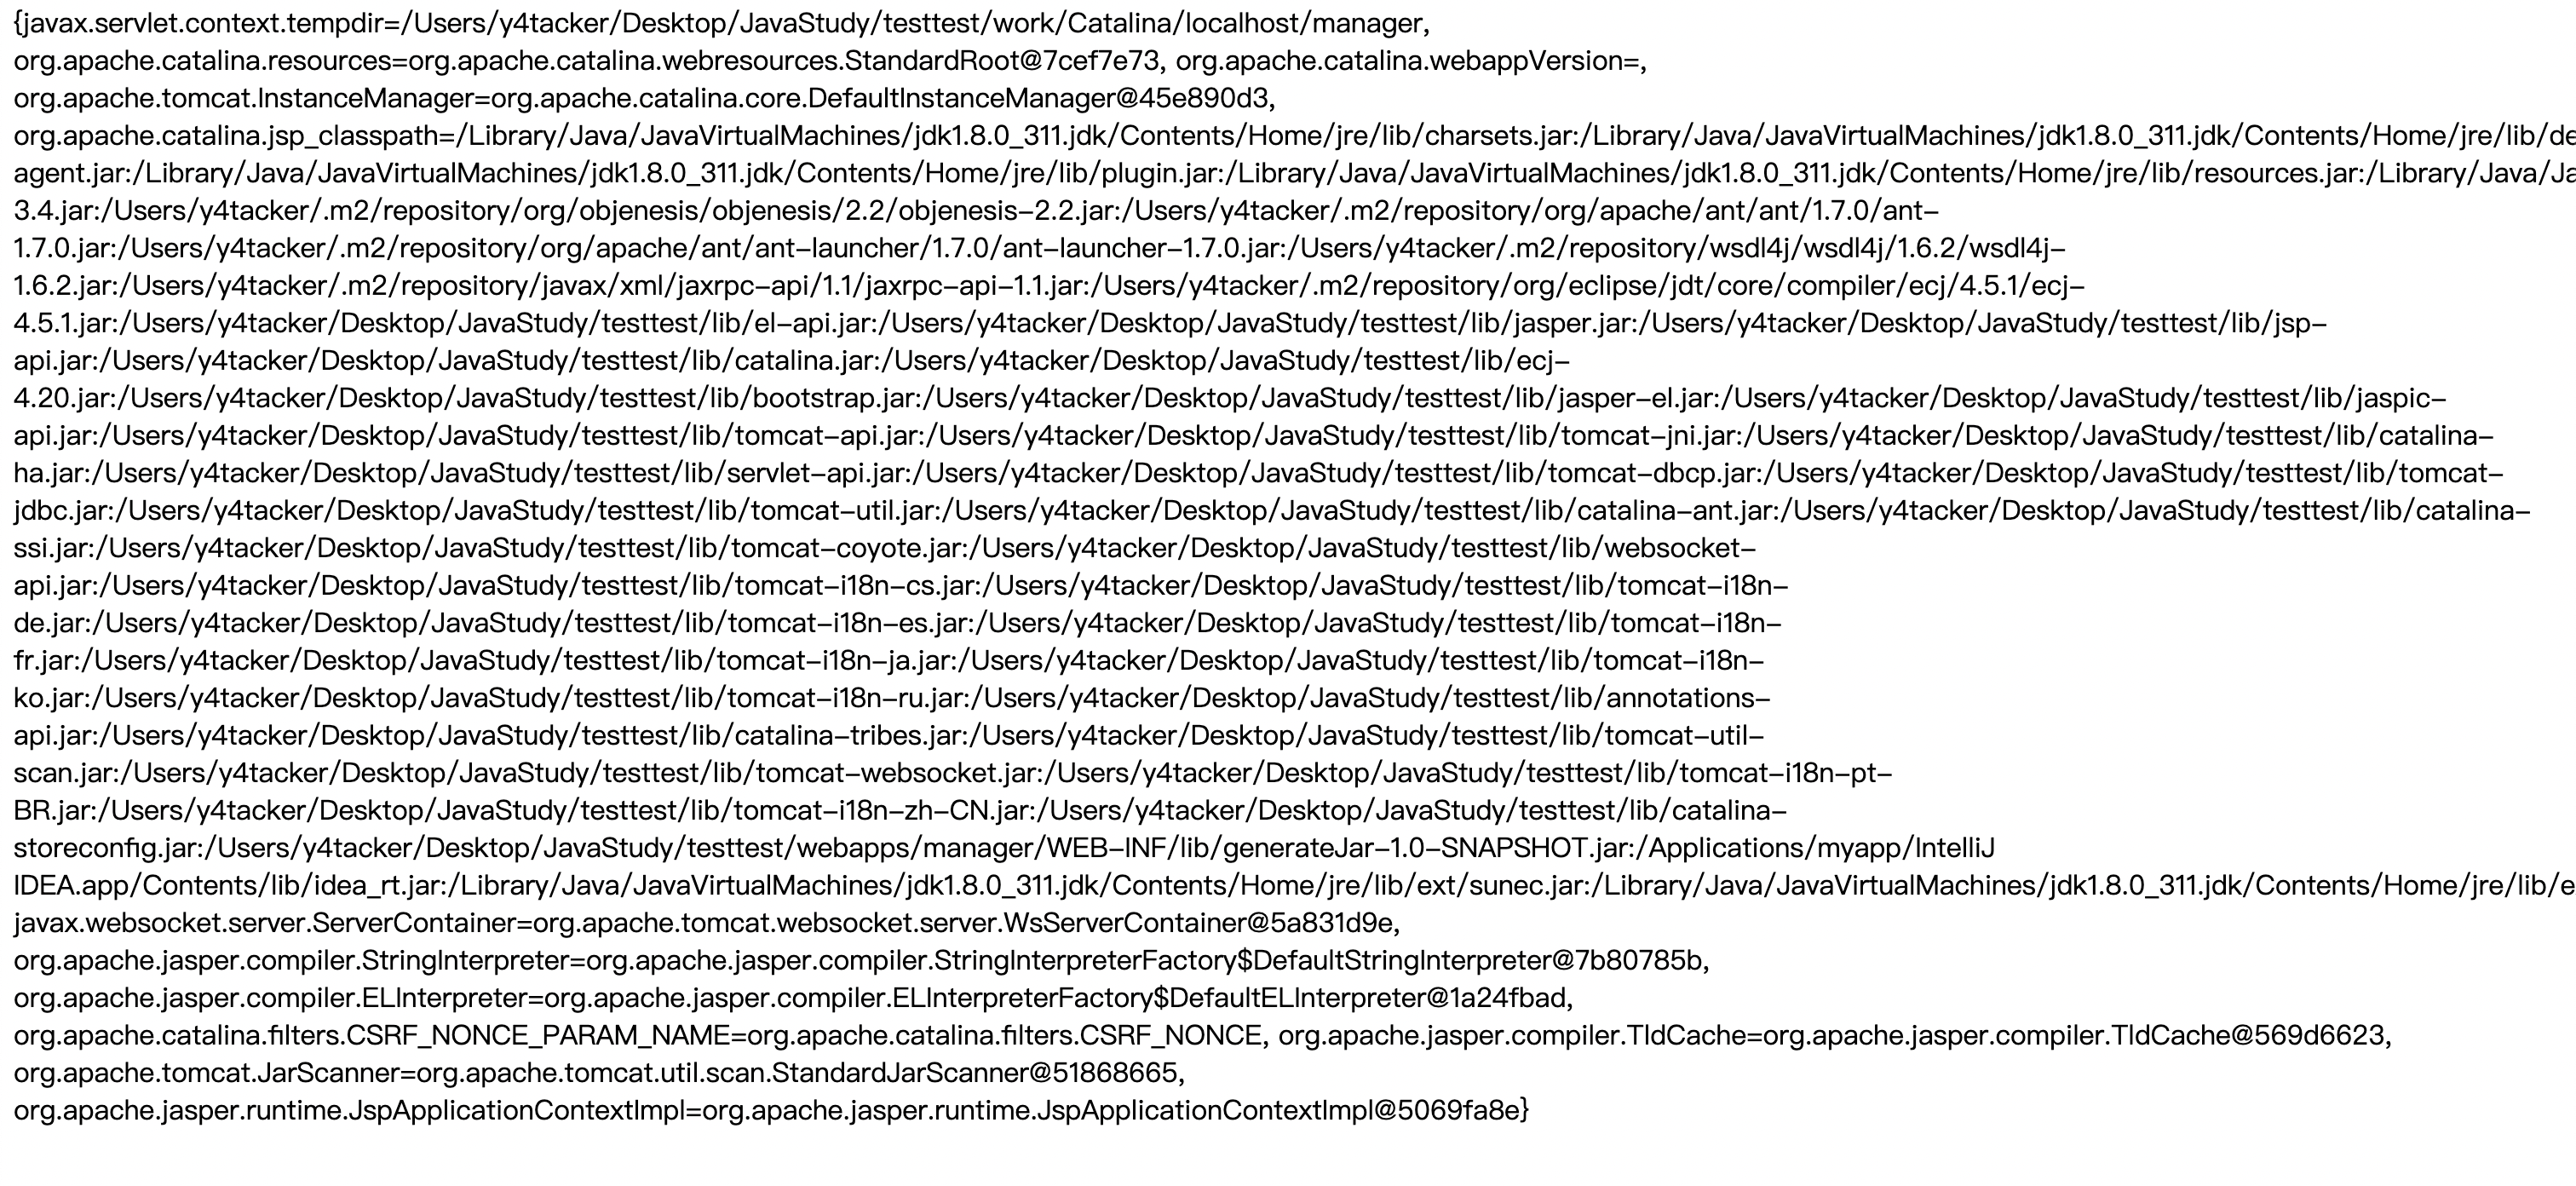 {javax.servlet.context.tempdir=/Users/y4tacker/Desktop/JavaStudy/testtest/work/Catalina/localhost/manager,
org.apache.catalina.resources=org.apache.catalina.webresources.StandardRoot@7cef7e73, org.apache.catalina.webappVersion=,
org.apache.tomcat.InstanceManager=org.apache.catalina.core.DefaultInstanceManager@45e890d3,
org.apache.catalina.jsp_classpath=/Library/Java/JavaVirtualMachines/jdk1.8.0_311.jdk/Contents/Home/jre/lib/charsets.jar:/Library/Java/JavaVirtualMachines/jdk1.8.0_311.jdk/Contents/Home/jre/lib/de
agent.jar:/Library/Java/JavaVirtualMachines/jdk1.8.0_311.jdk/Contents/Home/jre/lib/plugin.jar:/Library/Java/JavaVirtualMachines/jdk1.8.0_311.jdk/Contents/Home/jre/lib/resources.jar:/Library/Java/Ja
3.4.jar:/Users/y4tacker/.m2/repository/org/objenesis/objenesis/2.2/objenesis-2.2.jar:/Users/y4tacker/.m2/repository/org/apache/ant/ant/1.7.0/ant-
1.7.0.jar:/Users/y4tacker/.m2/repository/org/apache/ant/ant-launcher/1.7.0/ant-launcher-1.7.0.jar:/Users/y4tacker/.m2/repository/wsdl4j/wsdl4j/1.6.2/wsdl4j-
1.6.2.jar:/Users/y4tacker/.m2/repository/javax/xml/jaxrpc-api/1.1/jaxrpc-api-1.1.jar:/Users/y4tacker/.m2/repository/org/eclipse/jdt/core/compiler/ecj/4.5.1/ecj-
4.5.1.jar:/Users/y4tacker/Desktop/JavaStudy/testtest/lib/el-api.jar:/Users/y4tacker/Desktop/JavaStudy/testtest/lib/jasper.jar:/Users/y4tacker/Desktop/JavaStudy/testtest/lib/jsp-
api.jar:/Users/y4tacker/Desktop/JavaStudy/testtest/lib/catalina.jar:/Users/y4tacker/Desktop/JavaStudy/testtest/lib/ecj-
4.20.jar:/Users/y4tacker/Desktop/JavaStudy/testtest/lib/bootstrap.jar:/Users/y4tacker/Desktop/JavaStudy/testtest/lib/jasper-el.jar:/Users/y4tacker/Desktop/JavaStudy/testtest/lib/jaspic-
api.jar:/Users/y4tacker/Desktop/JavaStudy/testtest/lib/tomcat-api.jar:/Users/y4tacker/Desktop/JavaStudy/testtest/lib/tomcat-jni.jar:/Users/y4tacker/Desktop/JavaStudy/testtest/lib/catalina-
ha.jar:/Users/y4tacker/Desktop/JavaStudy/testtest/lib/servlet-api.jar:/Users/y4tacker/Desktop/JavaStudy/testtest/lib/tomcat-dbcp.jar:/Users/y4tacker/Desktop/JavaStudy/testtest/lib/tomcat-
jdbc.jar:/Users/y4tacker/Desktop/JavaStudy/testtest/lib/tomcat-util.jar:/Users/y4tacker/Desktop/JavaStudy/testtest/lib/catalina-ant.jar:/Users/y4tacker/Desktop/JavaStudy/testtest/lib/catalina-
ssi.jar:/Users/y4tacker/Desktop/JavaStudy/testtest/lib/tomcat-coyote.jar:/Users/y4tacker/Desktop/JavaStudy/testtest/lib/websocket-
api.jar:/Users/y4tacker/Desktop/JavaStudy/testtest/lib/tomcat-i18n-cs.jar:/Users/y4tacker/Desktop/JavaStudy/testtest/lib/tomcat-i18n-
de.jar:/Users/y4tacker/Desktop/JavaStudy/testtest/lib/tomcat-i18n-es.jar:/Users/y4tacker/Desktop/JavaStudy/testtest/lib/tomcat-i18n-
fr.jar:/Users/y4tacker/Desktop/JavaStudy/testtest/lib/tomcat-i18n-ja.jar:/Users/y4tacker/Desktop/JavaStudy/testtest/lib/tomcat-i18n-
ko.jar:/Users/y4tacker/Desktop/JavaStudy/testtest/lib/tomcat-i18n-ru.jar:/Users/y4tacker/Desktop/JavaStudy/testtest/lib/annotations-
api.jar:/Users/y4tacker/Desktop/JavaStudy/testtest/lib/catalina-tribes.jar:/Users/y4tacker/Desktop/JavaStudy/testtest/lib/tomcat-util-
scan.jar:/Users/y4tacker/Desktop/JavaStudy/testtest/lib/tomcat-websocket.jar:/Users/y4tacker/Desktop/JavaStudy/testtest/lib/tomcat-i18n-pt-
BR.jar:/Users/y4tacker/Desktop/JavaStudy/testtest/lib/tomcat-i18n-zh-CN.jar:/Users/y4tacker/Desktop/JavaStudy/testtest/lib/catalina-
storeconfig.jar:/Users/y4tacker/Desktop/JavaStudy/testtest/webapps/manager/WEB-INF/lib/generateJar-1.0-SNAPSHOT.jar:/Applications/myapp/IntelliJ
IDEA.app/Contents/lib/idea_rt.jar:/Library/Java/JavaVirtualMachines/jdk1.8.0_311.jdk/Contents/Home/jre/lib/ext/sunec.jar:/Library/Java/JavaVirtualMachines/jdk1.8.0_311.jdk/Contents/Home/jre/lib/e
javax.websocket.server.ServerContainer=org.apache.tomcat.websocket.server.WsServerContainer@5a831d9e,
org.apache.jasper.compiler.StringInterpreter=org.apache.jasper.compiler.StringInterpreterFactory$DefaultStringInterpreter@7b80785b,
org.apache.jasper.compiler.ELInterpreter=org.apache.jasper.compiler.ELInterpreterFactory$DefaultELInterpreter@1a24fbad,
org.apache.catalina.filters.CSRF_NONCE_PARAM_NAME=org.apache.catalina.filters.CSRF_NONCE, org.apache.jasper.compiler.TldCache=org.apache.jasper.compiler.TldCache@569d6623,
org.apache.tomcat.JarScanner=org.apache.tomcat.util.scan.StandardJarScanner@51868665,
org.apache.jasper.runtime.JspApplicationContextImpl=org.apache.jasper.runtime.JspApplicationContextImpl@5069fa8e}